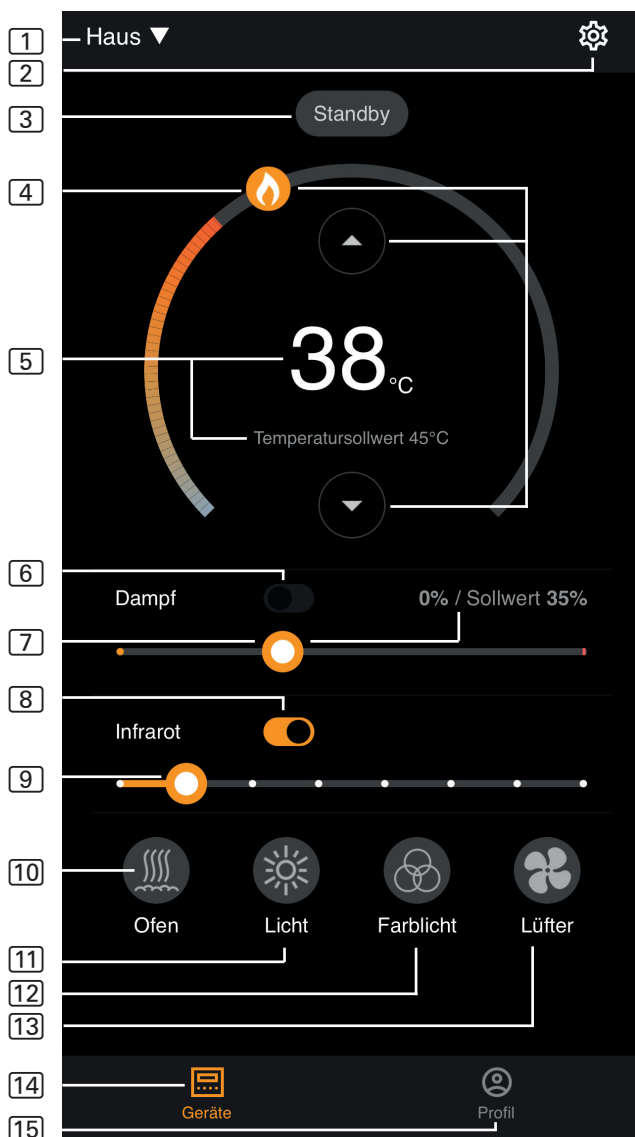 1 Haus ▼
2
3 Standby
4
5 38 °C
Temperatursollwert 45°C
6
Dampf 0% / Sollwert 35%
7
8
Infrarot
9
10
Ofen Licht Farblicht Lüfter
11
12
13
14
Geräte Profil
15